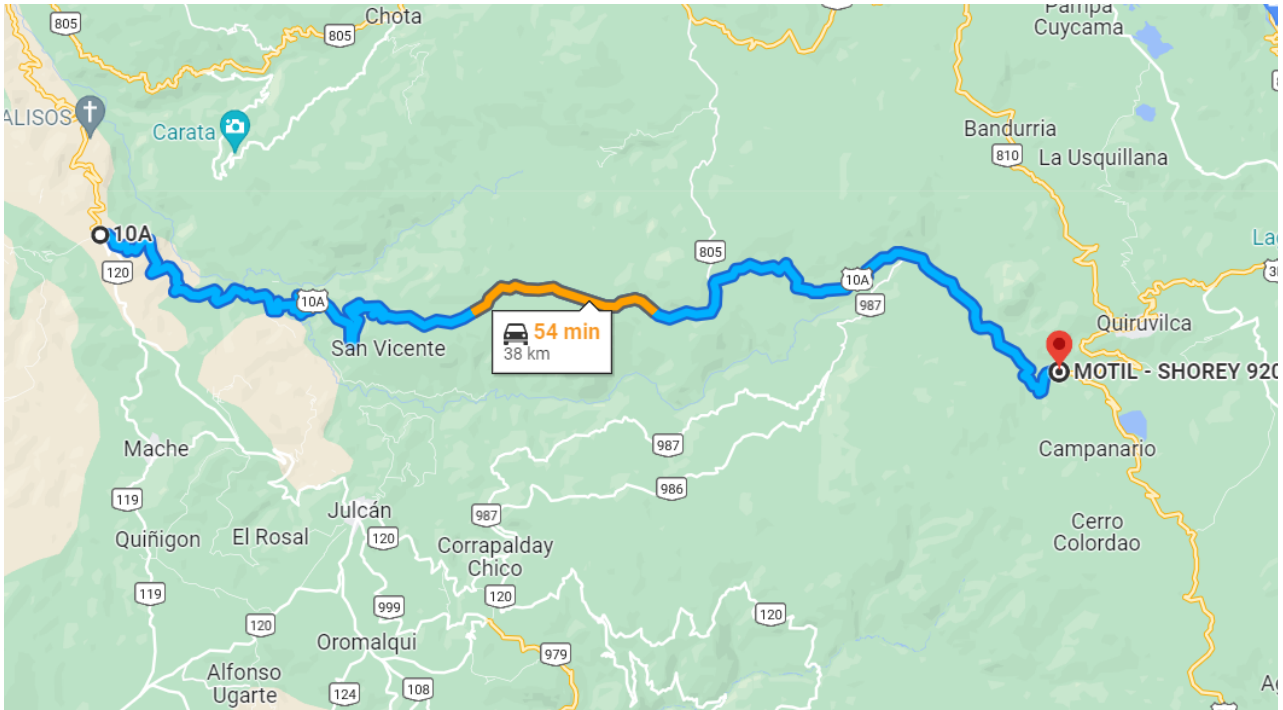 805
Chota
Pampa
Cuycama
805
ALISOS
Carata
Bandurria
810
La Usquillana
10A
120
805
10A
987
10A
San Vicente
54 min
38 km
Quiruvilca
MOTIL - SHOREY 920
Mache
987
Campanario
119
986
987
Julcán
Quiñigon
El Rosal
120
Corrapalday
Chico
Cerro
Colordao
119
999
120
120
120
Oromalqui
979
Alfonso
Ugarte
124
108